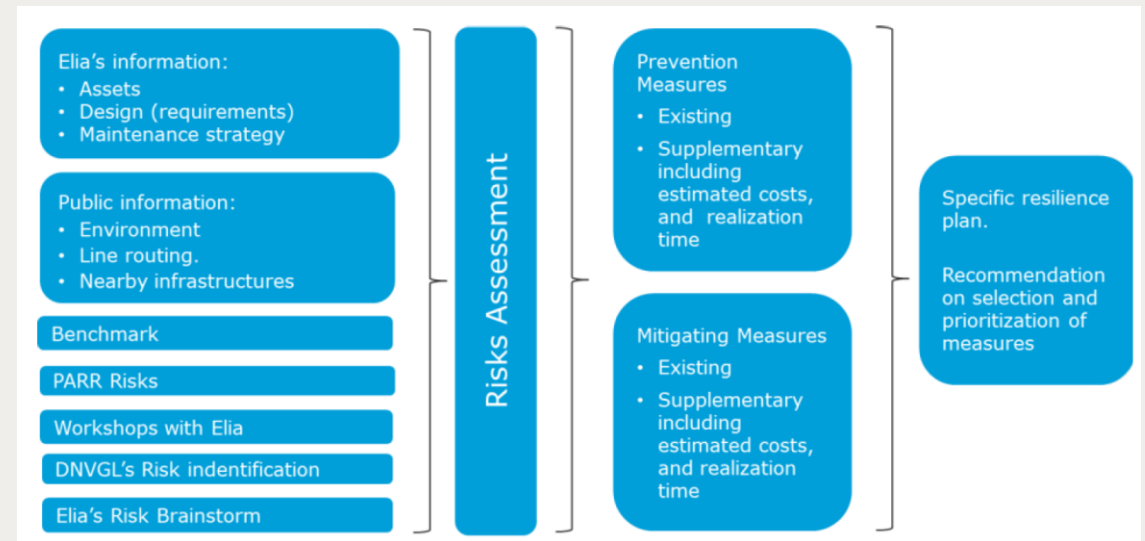 Elia's information:
• Assets
• Design (requirements)
• Maintenance strategy
Public information:
• Environment
• Line routing.
• Nearby infrastructures
Benchmark
PARR Risks
Workshops with Elia
DNVGL's Risk indentification
Elia's Risk Brainstorm
Risks Assessment
Prevention
Measures
• Existing
• Supplementary
including
estimated costs,
and realization
time
Mitigating Measures
• Existing
• Supplementary
including
estimated costs,
and realization
time
Specific resilience
plan.
Recommendation
on selection and
prioritization of
measures